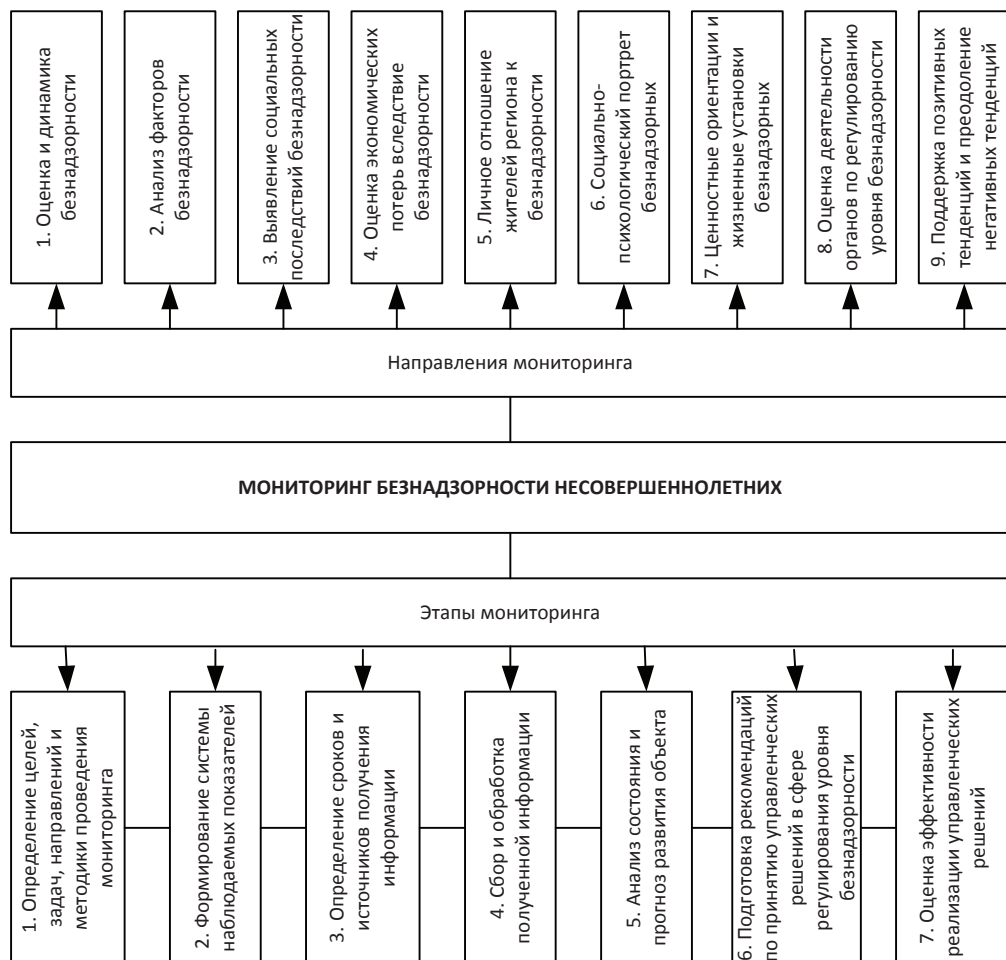 1. Оценка и динамика
безнадзорности
2. Анализ факторов
безнадзорности
3. Выявление социальных
последствий безнадзорности
4. Оценка экономических
потерь вследствие
безнадзорности
5. Личное отношение
жителей региона к
безнадзорности
6. Социально-
психологический портрет
безнадзорных
7. Ценностные ориентации и
жизненные установки
безнадзорных
8. Оценка деятельности
органов по регулированию
уровня безнадзорности
9. Поддержка позитивных
тенденций и преодоление
негативных тенденций
Направления мониторинга
МОНИТОРИНГ БЕЗНАДЗОРНОСТИ НЕСОВЕРШЕННОЛЕТНИХ
Этапы мониторинга
1. Определение целей,
задач, направлений и
методики проведения
мониторинга
2. Формирование системы
наблюдаемых показателей
3. Определение сроков и
источников получения
информации
4. Сбор и обработка
полученной информации
5. Анализ состояния и
прогноз развития объекта
6. Подготовка рекомендаций
по принятию управленческих
решений в сфере
регулирования уровня
безнадзорности
7. Оценка эффективности
реализации управленческих
решений